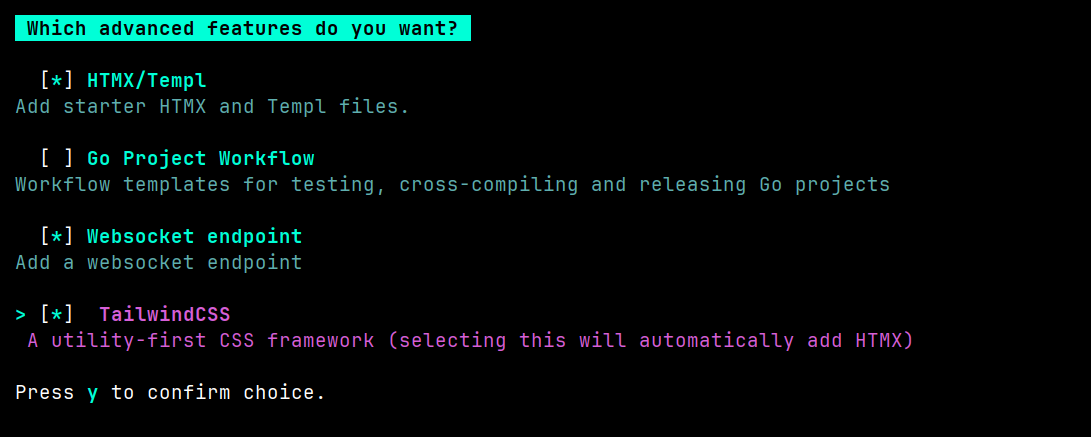 Which advanced features do you want?
[*] HTMX/Templ
Add starter HTMX and Templ files.
[ ] Go Project Workflow
Workflow templates for testing, cross-compiling and releasing Go projects
[*] Websocket endpoint
Add a websocket endpoint
> [*] TailwindCSS
A utility-first CSS framework (selecting this will automatically add HTMX)
Press y to confirm choice.